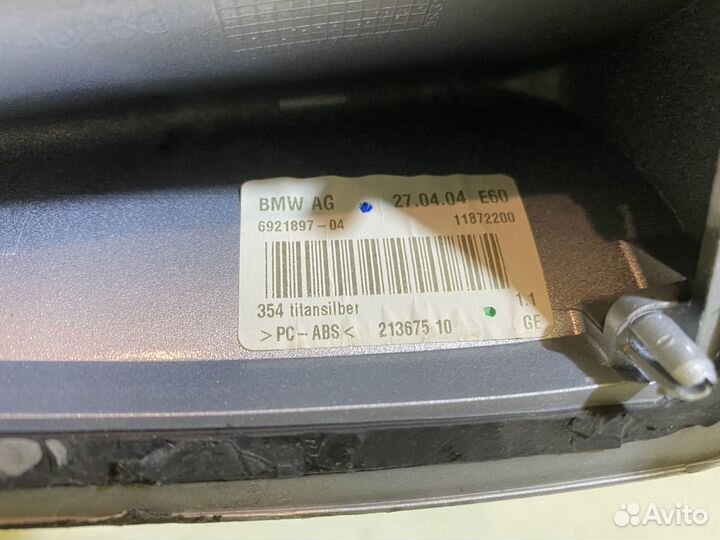 BMW AG 27.04.04 E60
6921897-04 11872200
354 titansilber 1.1
>PC-ABS< 213675 10 GE
Avito